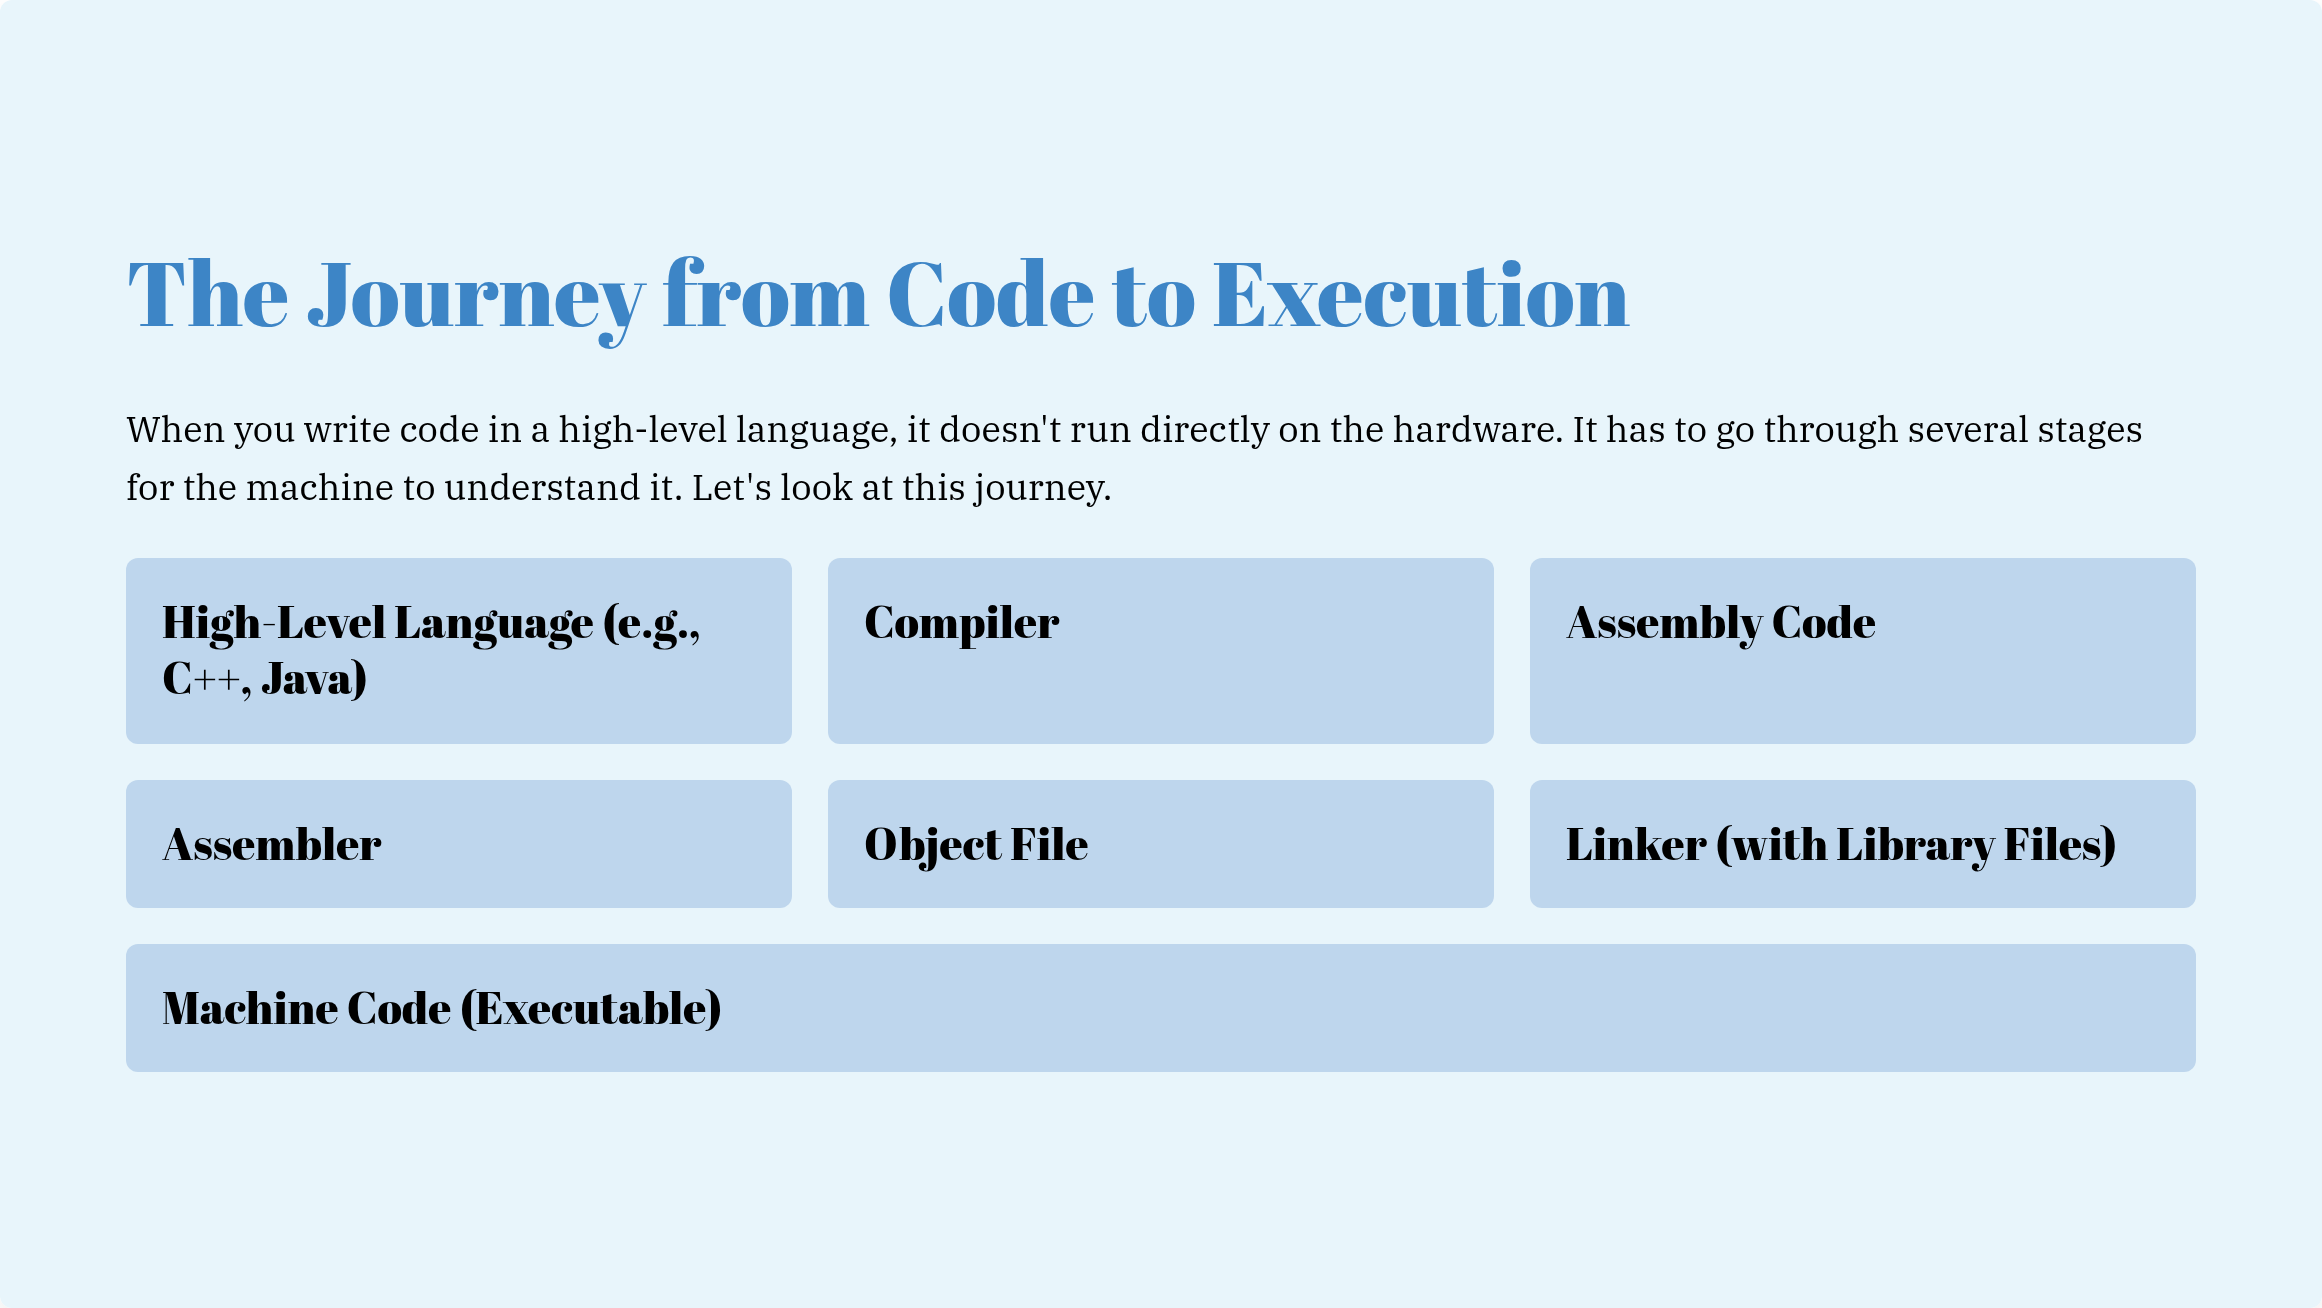 The Journey from Code to Execution
When you write code in a high-level language, it doesn't run directly on the hardware. It has to go through several stages
for the machine to understand it. Let's look at this journey.
High-Level Language (e.g.,
C++, Java)
Compiler
Assembly Code
Assembler
Object File
Linker (with Library Files)
Machine Code (Executable)